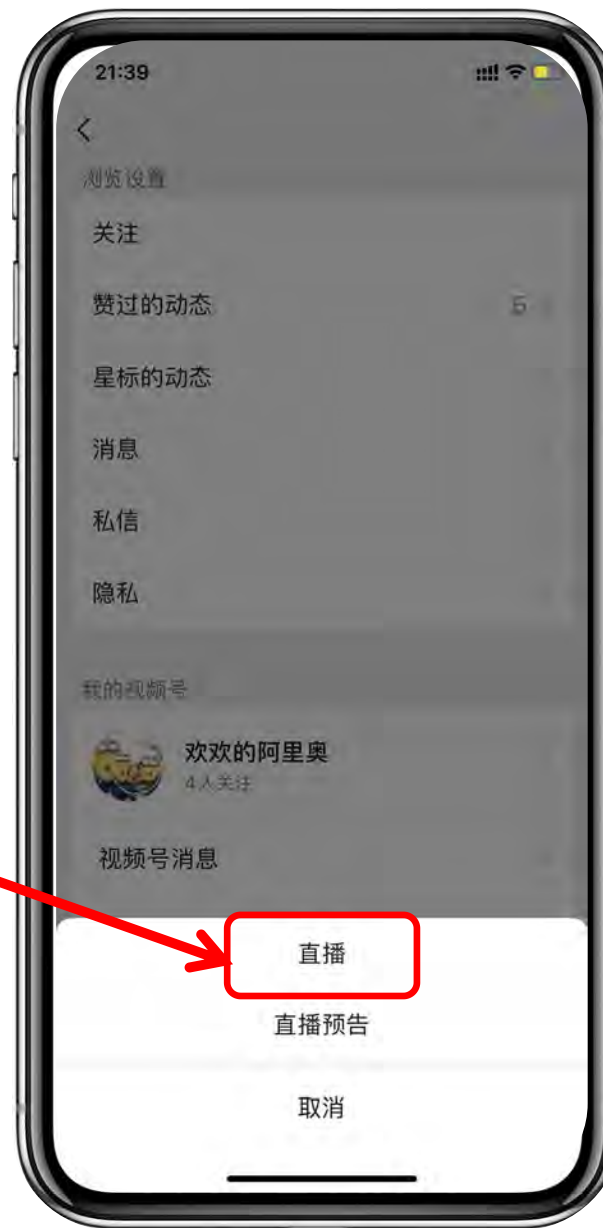 21:39
浏览设置
关注
赞过的动态 5
星标的动态
消息
私信
隐私
我的视频号
欢欢的阿里奥
4人关注
视频号消息
直播
直播预告
取消